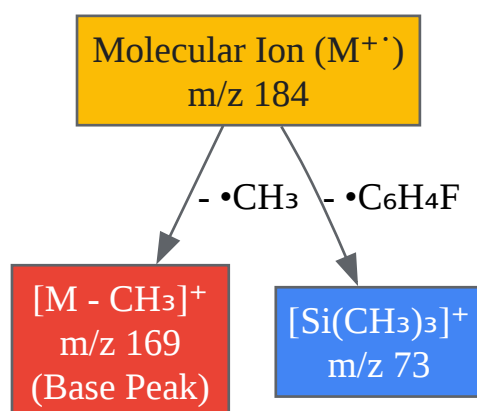 Molecular Ion (M⁺˙)
m/z 184
- •CH₃
- •C₆H₄F
[M - CH₃]⁺
m/z 169
(Base Peak)
[Si(CH₃)₃]⁺
m/z 73